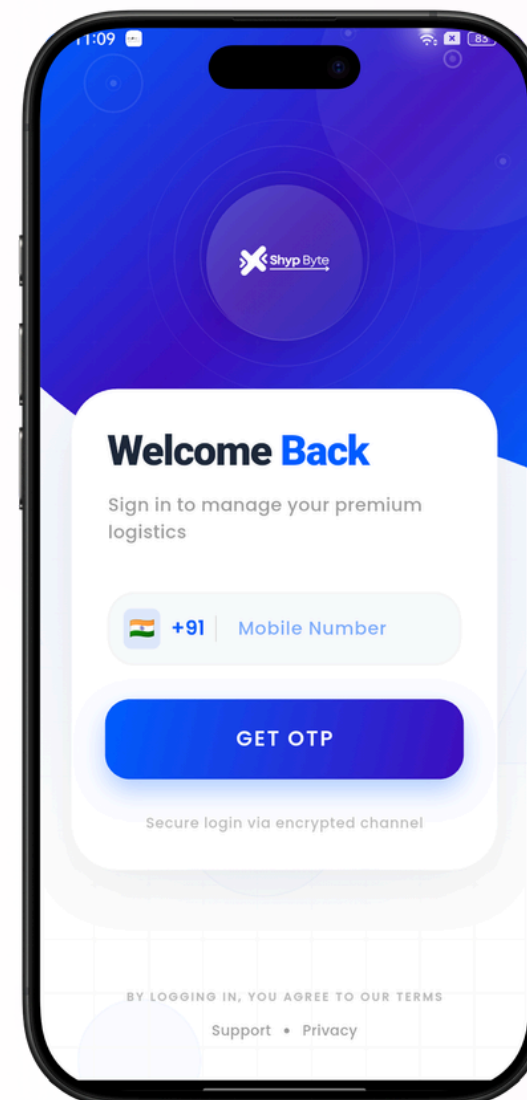 11:09
83
Shyp Byte
Welcome Back
Sign in to manage your premium
logistics
+91 Mobile Number
GET OTP
Secure login via encrypted channel
BY LOGGING IN, YOU AGREE TO OUR TERMS
Support • Privacy